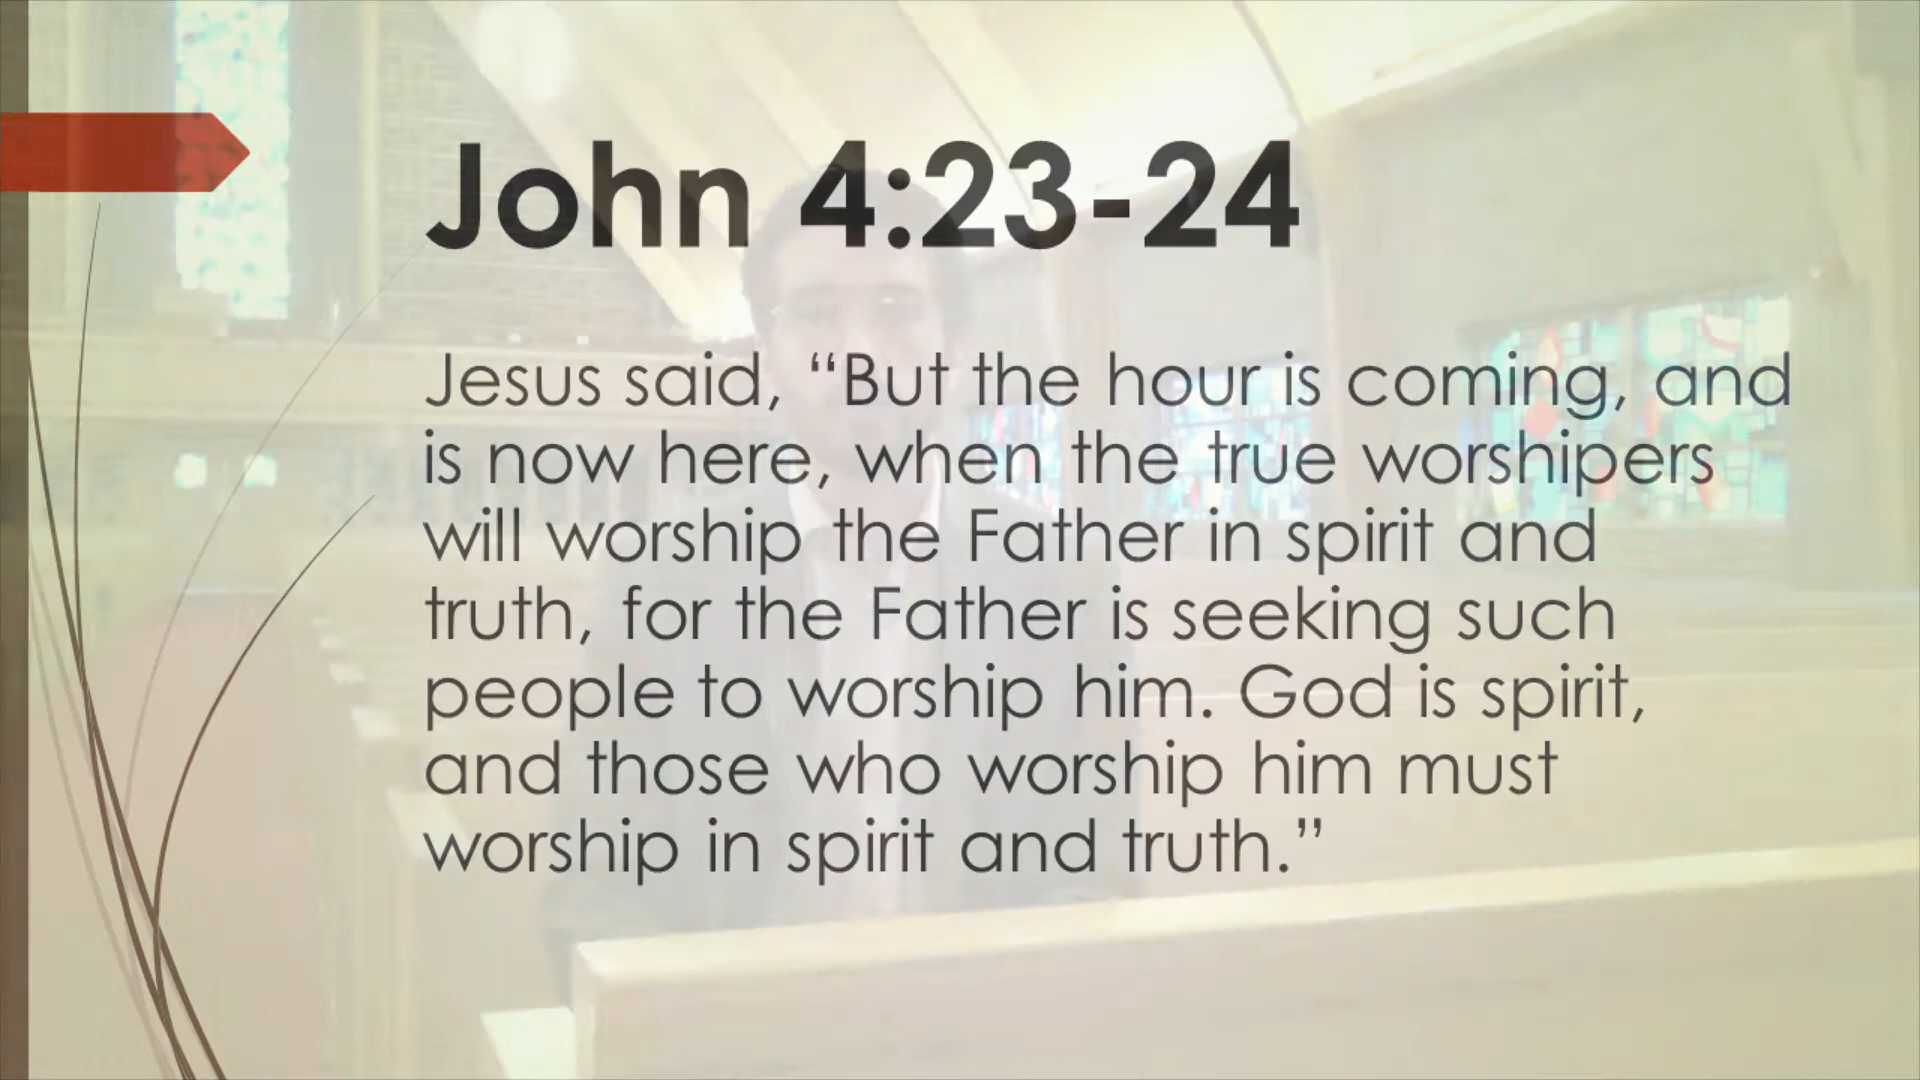 John 4:23-24
Jesus said, “But the hour is coming, and
is now here, when the true worshipers
will worship the Father in spirit and
truth, for the Father is seeking such
people to worship him. God is spirit,
and those who worship him must
worship in spirit and truth.”